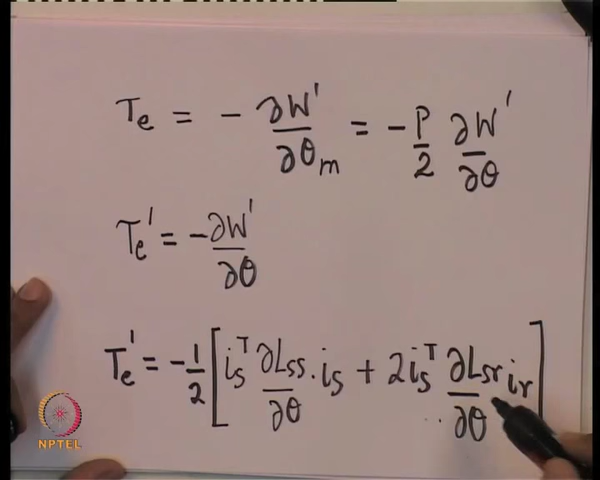 Te = - ∂W'/∂θm = - P/2 ∂W'/∂θ
Te' = - ∂W'/∂θ
Te' = - 1/2 [ is^T ∂Lss/∂θ . is + 2 is^T ∂Lsr/∂θ ir ]
NPTEL